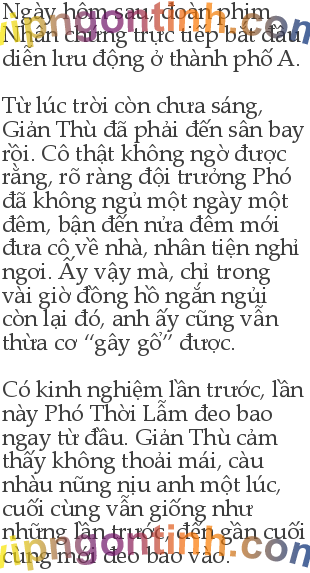 Ngày hôm sau, đoàn phim
Nhân chứng trực tiếp bắt đầu
diễn lưu động ở thành phố A.
Từ lúc trời còn chưa sáng,
Giản Thù đã phải đến sân bay
rồi. Cô thật không ngờ được
rằng, rõ ràng đội trưởng Phó
đã không ngủ một ngày một
đêm, bận đến nửa đêm mới
đưa cô về nhà, nhân tiện nghỉ
ngơi. Ấy vậy mà, chỉ trong
vài giờ đồng hồ ngắn ngủi
còn lại đó, anh ấy cũng vẫn
thừa cơ “gây gổ” được.
Có kinh nghiệm lần trước, lần
này Phó Thời Lẫm đeo bao
ngay từ đầu. Giản Thù cảm
thấy không thoải mái, càu
nhàu nũng nịu anh một lúc,
cuối cùng vẫn giống như
những lần trước, đến gần cuối
cùng mới đeo bao vào.
vipngontinh.com
vipngontinh.com